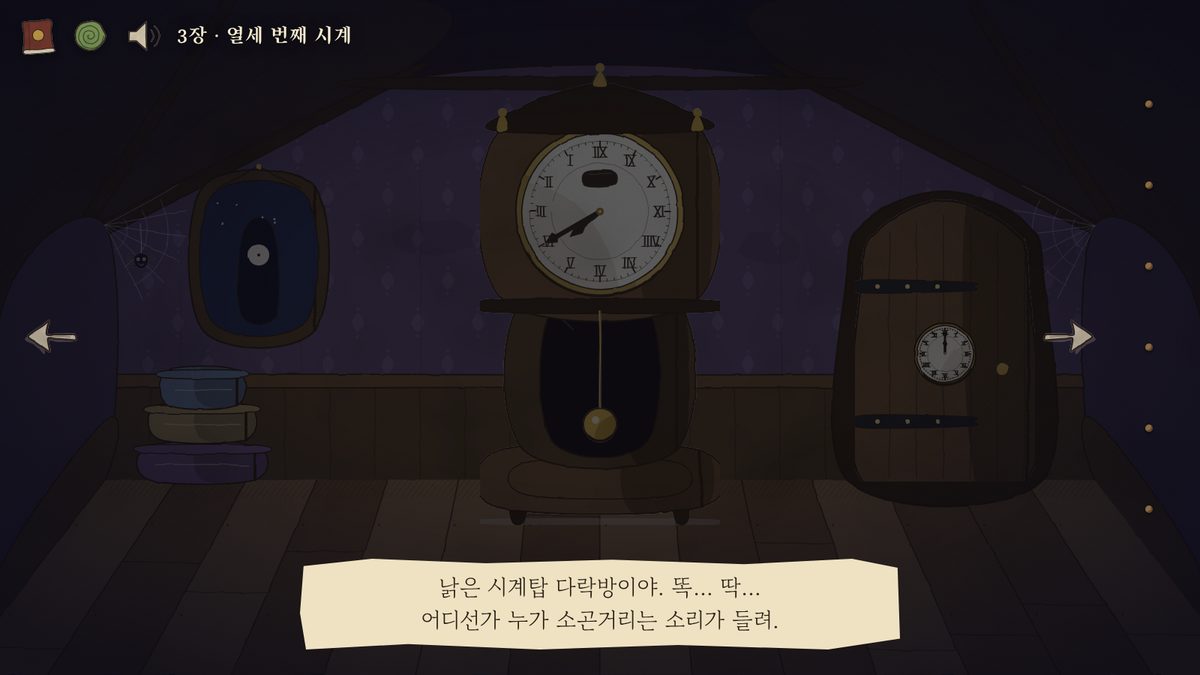 3장 · 열세 번째 시계
낡은 시계탑 다락방이야. 똑... 딱...
어디선가 누가 소곤거리는 소리가 들려.